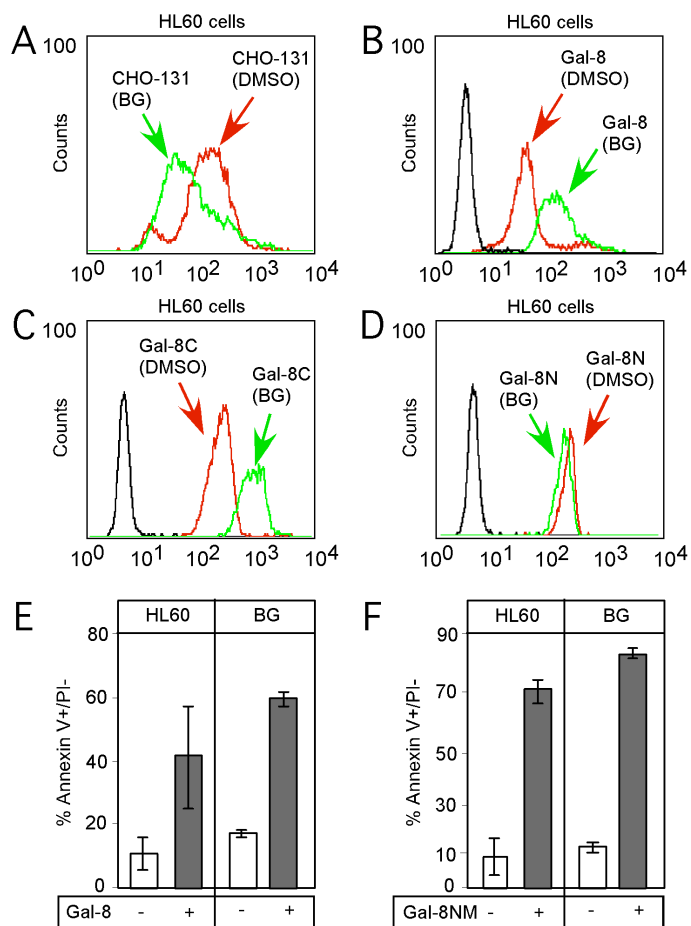 A
HL60 cells
100
Counts
CHO-131
(BG)
CHO-131
(DMSO)
10^0 10^1 10^2 10^3 10^4
B
HL60 cells
100
Counts
Gal-8
(DMSO)
Gal-8
(BG)
10^0 10^1 10^2 10^3 10^4
C
HL60 cells
100
Counts
Gal-8C
(DMSO)
Gal-8C
(BG)
10^0 10^1 10^2 10^3 10^4
D
HL60 cells
100
Counts
Gal-8N
(BG)
Gal-8N
(DMSO)
10^0 10^1 10^2 10^3 10^4
E
HL60 BG
% Annexin V+/PI-
80
60
40
20
0
Gal-8 - + - +
F
HL60 BG
% Annexin V+/PI-
90
70
50
30
10
0
Gal-8NM - + - +